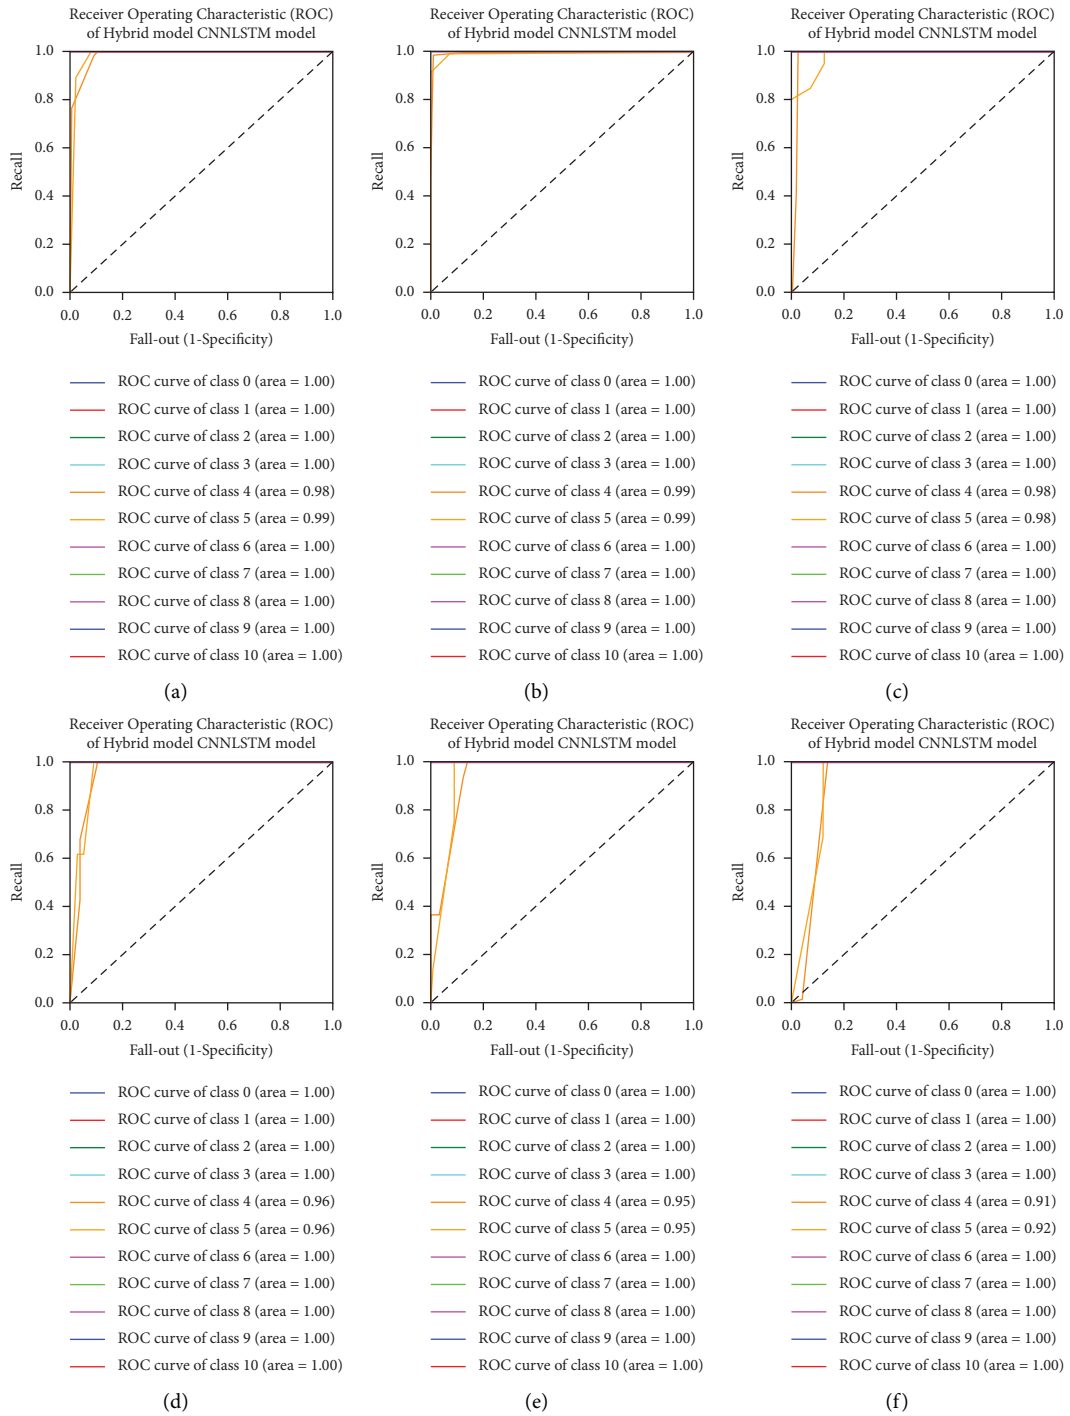 Receiver Operating Characteristic (ROC)
of Hybrid model CNNLSTM model
1.0
0.8
0.6
0.4
0.2
0.0
Recall
0.0 0.2 0.4 0.6 0.8 1.0
Fall-out (1-Specificity)
ROC curve of class 0 (area = 1.00)
ROC curve of class 1 (area = 1.00)
ROC curve of class 2 (area = 1.00)
ROC curve of class 3 (area = 1.00)
ROC curve of class 4 (area = 0.98)
ROC curve of class 5 (area = 0.99)
ROC curve of class 6 (area = 1.00)
ROC curve of class 7 (area = 1.00)
ROC curve of class 8 (area = 1.00)
ROC curve of class 9 (area = 1.00)
ROC curve of class 10 (area = 1.00)
(a)
Receiver Operating Characteristic (ROC)
of Hybrid model CNNLSTM model
1.0
0.8
0.6
0.4
0.2
0.0
Recall
0.0 0.2 0.4 0.6 0.8 1.0
Fall-out (1-Specificity)
ROC curve of class 0 (area = 1.00)
ROC curve of class 1 (area = 1.00)
ROC curve of class 2 (area = 1.00)
ROC curve of class 3 (area = 1.00)
ROC curve of class 4 (area = 0.99)
ROC curve of class 5 (area = 0.99)
ROC curve of class 6 (area = 1.00)
ROC curve of class 7 (area = 1.00)
ROC curve of class 8 (area = 1.00)
ROC curve of class 9 (area = 1.00)
ROC curve of class 10 (area = 1.00)
(b)
Receiver Operating Characteristic (ROC)
of Hybrid model CNNLSTM model
1.0
0.8
0.6
0.4
0.2
0.0
Recall
0.0 0.2 0.4 0.6 0.8 1.0
Fall-out (1-Specificity)
ROC curve of class 0 (area = 1.00)
ROC curve of class 1 (area = 1.00)
ROC curve of class 2 (area = 1.00)
ROC curve of class 3 (area = 1.00)
ROC curve of class 4 (area = 0.98)
ROC curve of class 5 (area = 0.98)
ROC curve of class 6 (area = 1.00)
ROC curve of class 7 (area = 1.00)
ROC curve of class 8 (area = 1.00)
ROC curve of class 9 (area = 1.00)
ROC curve of class 10 (area = 1.00)
(c)
Receiver Operating Characteristic (ROC)
of Hybrid model CNNLSTM model
1.0
0.8
0.6
0.4
0.2
0.0
Recall
0.0 0.2 0.4 0.6 0.8 1.0
Fall-out (1-Specificity)
ROC curve of class 0 (area = 1.00)
ROC curve of class 1 (area = 1.00)
ROC curve of class 2 (area = 1.00)
ROC curve of class 3 (area = 1.00)
ROC curve of class 4 (area = 0.96)
ROC curve of class 5 (area = 0.96)
ROC curve of class 6 (area = 1.00)
ROC curve of class 7 (area = 1.00)
ROC curve of class 8 (area = 1.00)
ROC curve of class 9 (area = 1.00)
ROC curve of class 10 (area = 1.00)
(d)
Receiver Operating Characteristic (ROC)
of Hybrid model CNNLSTM model
1.0
0.8
0.6
0.4
0.2
0.0
Recall
0.0 0.2 0.4 0.6 0.8 1.0
Fall-out (1-Specificity)
ROC curve of class 0 (area = 1.00)
ROC curve of class 1 (area = 1.00)
ROC curve of class 2 (area = 1.00)
ROC curve of class 3 (area = 1.00)
ROC curve of class 4 (area = 0.95)
ROC curve of class 5 (area = 0.95)
ROC curve of class 6 (area = 1.00)
ROC curve of class 7 (area = 1.00)
ROC curve of class 8 (area = 1.00)
ROC curve of class 9 (area = 1.00)
ROC curve of class 10 (area = 1.00)
(e)
Receiver Operating Characteristic (ROC)
of Hybrid model CNNLSTM model
1.0
0.8
0.6
0.4
0.2
0.0
Recall
0.0 0.2 0.4 0.6 0.8 1.0
Fall-out (1-Specificity)
ROC curve of class 0 (area = 1.00)
ROC curve of class 1 (area = 1.00)
ROC curve of class 2 (area = 1.00)
ROC curve of class 3 (area = 1.00)
ROC curve of class 4 (area = 0.91)
ROC curve of class 5 (area = 0.92)
ROC curve of class 6 (area = 1.00)
ROC curve of class 7 (area = 1.00)
ROC curve of class 8 (area = 1.00)
ROC curve of class 9 (area = 1.00)
ROC curve of class 10 (area = 1.00)
(f)